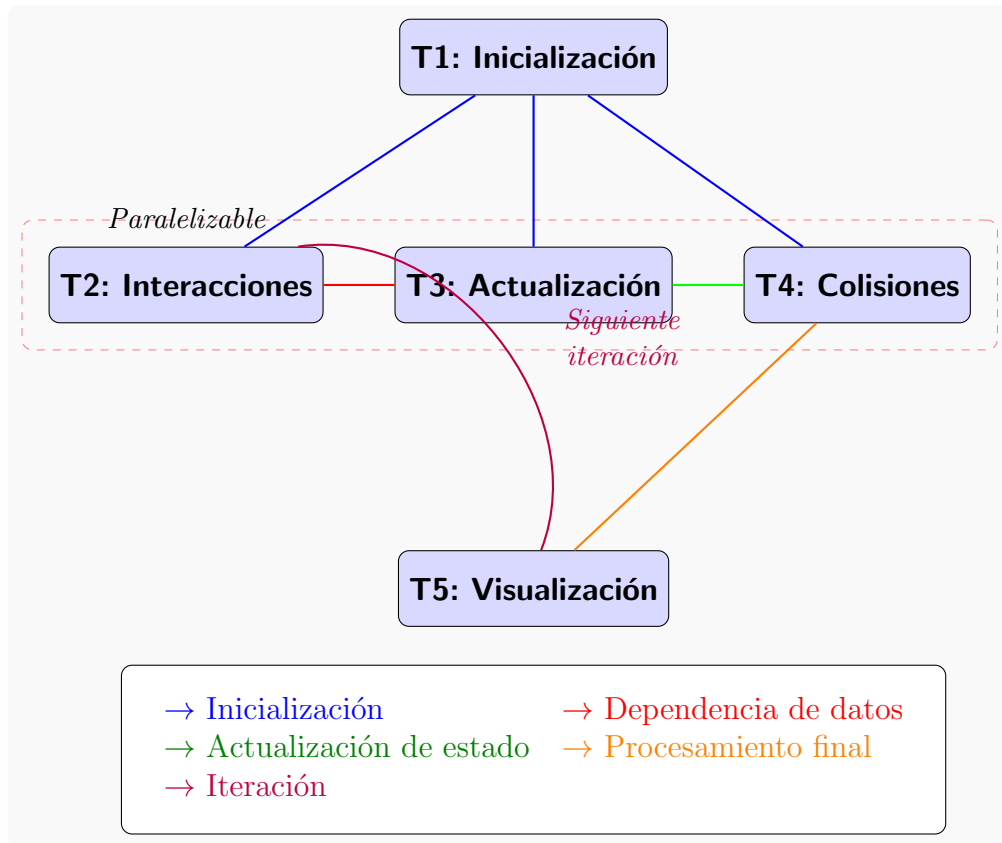 T1: Inicialización
Paralelizable
T2: Interacciones
T3: Actualización
T4: Colisiones
Siguiente
iteración
T5: Visualización
→ Inicialización
→ Dependencia de datos
→ Actualización de estado
→ Procesamiento final
→ Iteración